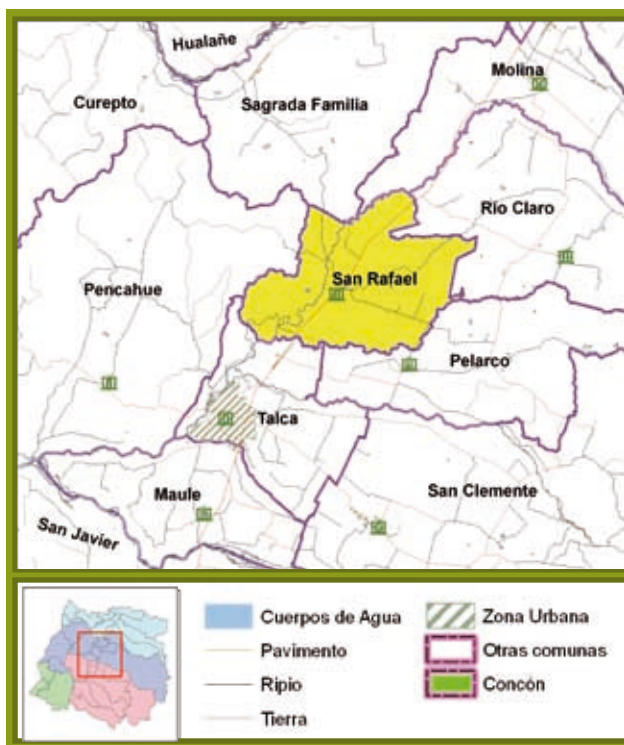 Hualañe
Molina
Curepto
Sagrada Familia
Río Claro
San Rafael
Pencahue
Pelarco
Talca
San Clemente
Maule
San Javier
Cuerpos de Agua
Pavimento
Ripio
Tierra
Zona Urbana
Otras comunas
Concón